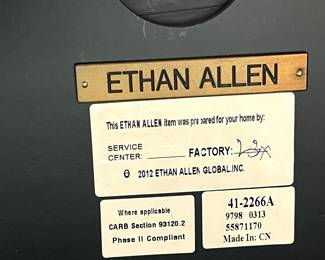 ETHAN ALLEN
This ETHAN ALLEN item was prepared for your home by:
SERVICE
CENTER: ______ FACTORY:
© 2012 ETHAN ALLEN GLOBAL.INC.
Where applicable
CARB Section 93120.2
Phase II Compliant
41-2266A
9798 0313
55871170
Made in: CN